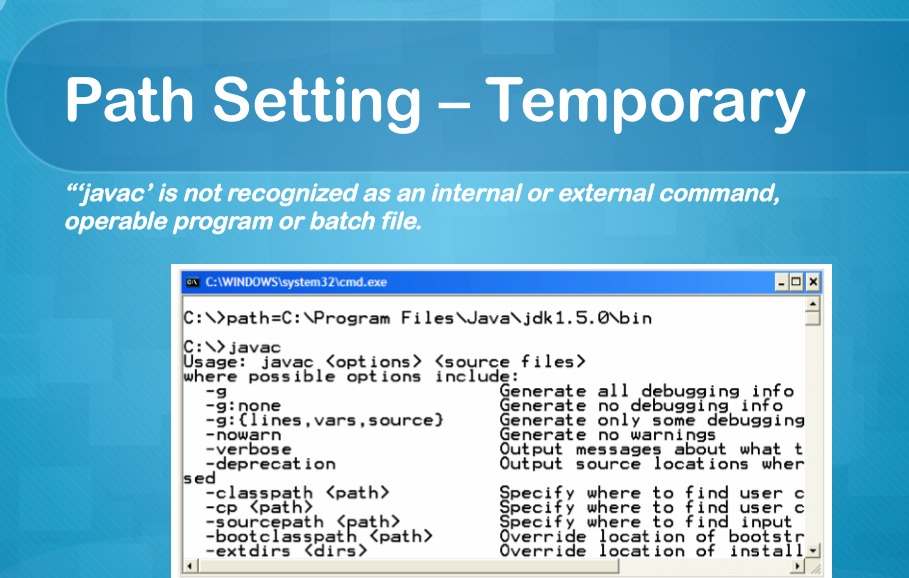 Path Setting – Temporary
“‘javac’ is not recognized as an internal or external command,
operable program or batch file.
C:\WINDOWS\system32\cmd.exe
C:\>path=C:\Program Files\Java\jdk1.5.0\bin
C:\>javac
Usage: javac <options> <source files>
where possible options include:
-g Generate all debugging info
-g:none Generate no debugging info
-g:{lines,vars,source} Generate only some debugging
-nowarn Generate no warnings
-verbose Output messages about what t
-deprecation Output source locations wher
sed
-classpath <path> Specify where to find user c
-cp <path> Specify where to find user c
-sourcepath <path> Specify where to find input
-bootclasspath <path> Override location of bootstr
-extdirs <dirs> Override location of install